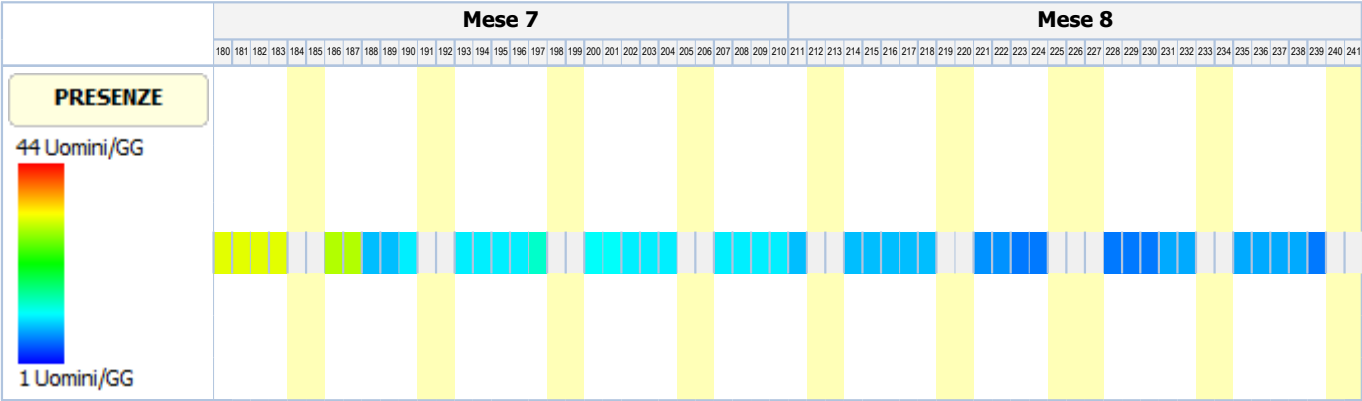 Mese 7 Mese 8
180 181 182 183 184 185 186 187 188 189 190 191 192 193 194 195 196 197 198 199 200 201 202 203 204 205 206 207 208 209 210 211 212 213 214 215 216 217 218 219 220 221 222 223 224 225 226 227 228 229 230 231 232 233 234 235 236 237 238 239 240 241
PRESENZE
44 Uomini/GG
1 Uomini/GG